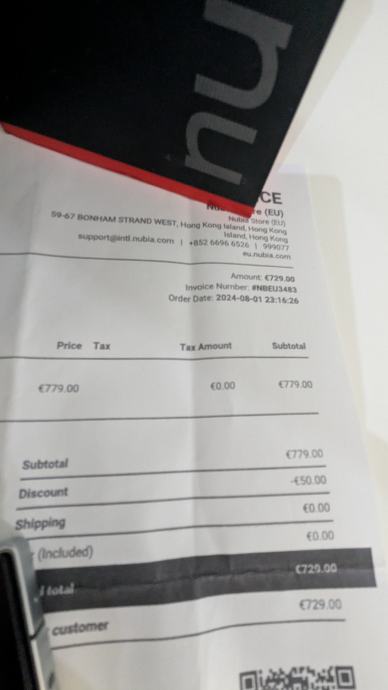 nu
CE
re (EU)
Nubia Store (EU)
59-67 BONHAM STRAND WEST, Hong Kong Island, Hong Kong
Island, Hong Kong
support@intl.nubia.com | +852 6696 6526 | 999077
eu.nubia.com
Amount: €729.00
Invoice Number: #NBEU3483
Order Date: 2024-08-01 23:16:26
Price Tax Tax Amount Subtotal
€779.00 €0.00 €779.00
Subtotal €779.00
Discount -€50.00
Shipping €0.00
(Included) €0.00
total €729.00
customer €729.00